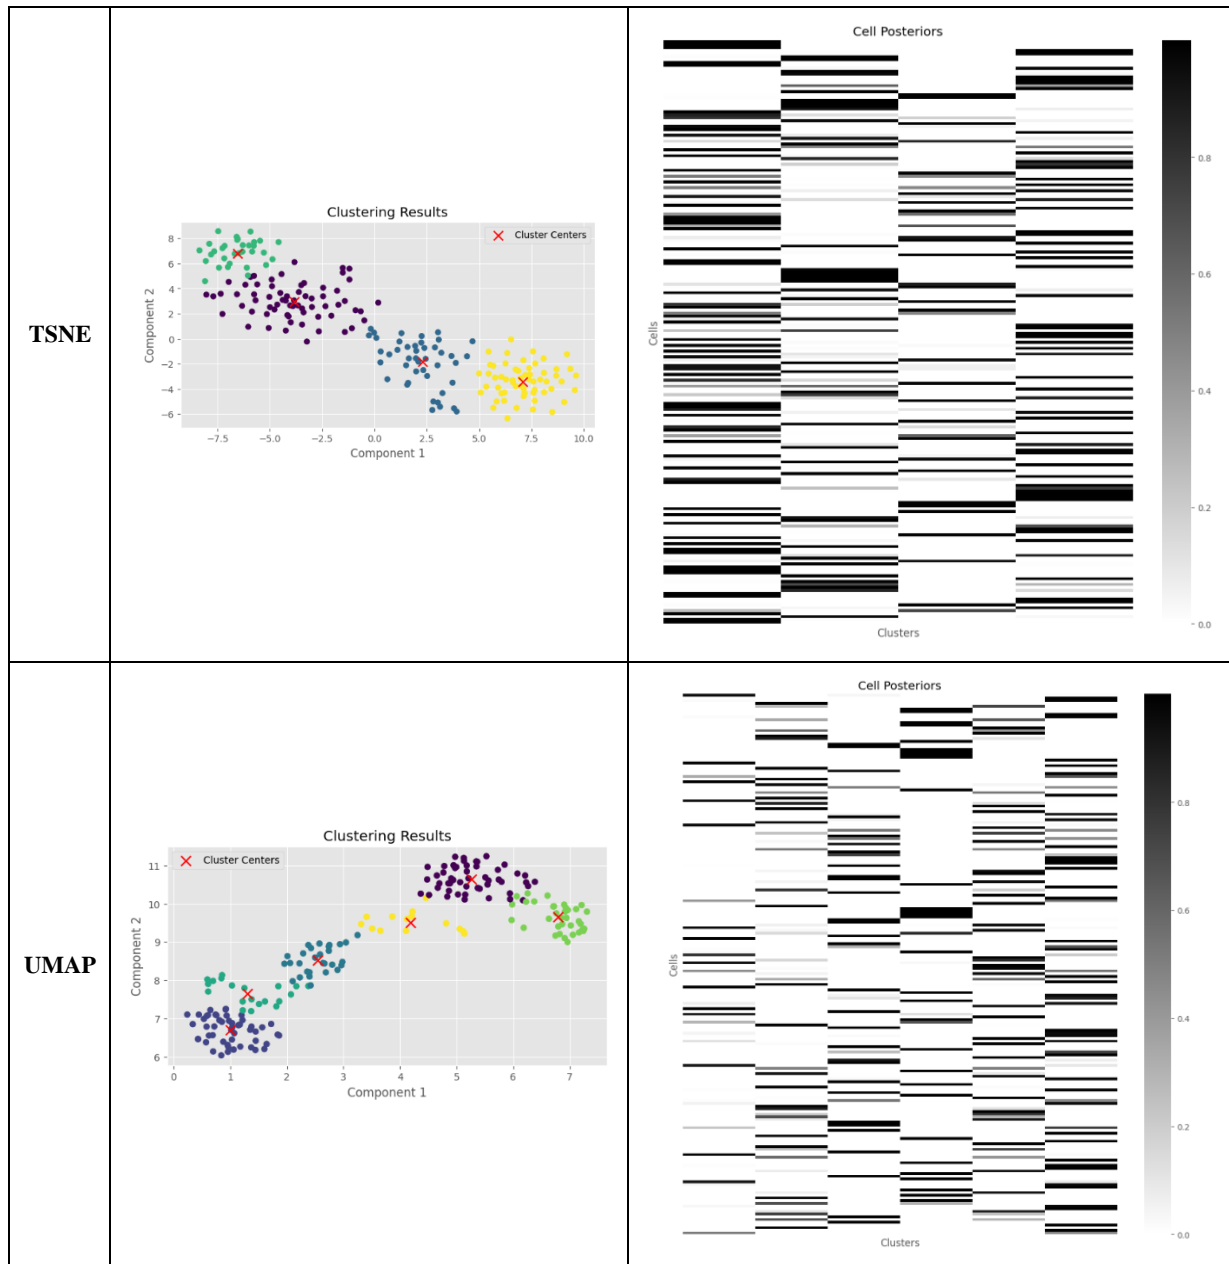 TSNE
Clustering Results
Cluster Centers
8
6
4
2
0
−2
−4
−6
Component 2
−7.5 −5.0 −2.5 0.0 2.5 5.0 7.5 10.0
Component 1
Cell Posteriors
Cells
Clusters
0.8
0.6
0.4
0.2
0.0
UMAP
Clustering Results
Cluster Centers
11
10
9
8
7
6
Component 2
0 1 2 3 4 5 6 7
Component 1
Cell Posteriors
Cells
Clusters
0.8
0.6
0.4
0.2
0.0